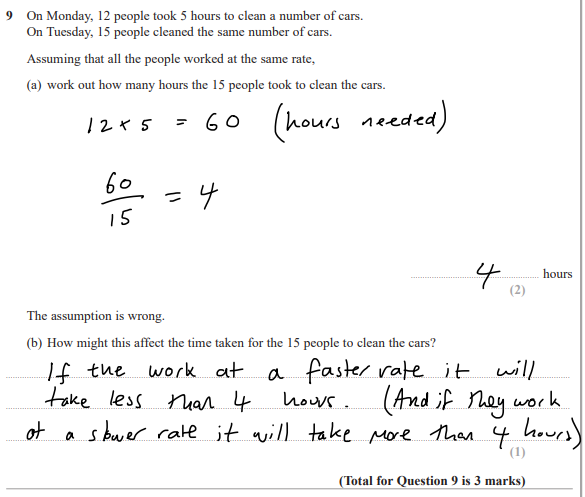 9 On Monday, 12 people took 5 hours to clean a number of cars.
On Tuesday, 15 people cleaned the same number of cars.
Assuming that all the people worked at the same rate,
(a) work out how many hours the 15 people took to clean the cars.
12 × 5 = 60 (hours needed)
60/15 = 4
4 hours
(2)
The assumption is wrong.
(b) How might this affect the time taken for the 15 people to clean the cars?
If the work at a faster rate it will
take less than 4 hours. (And if they work
at a slower rate it will take more than 4 hours)
(1)
(Total for Question 9 is 3 marks)